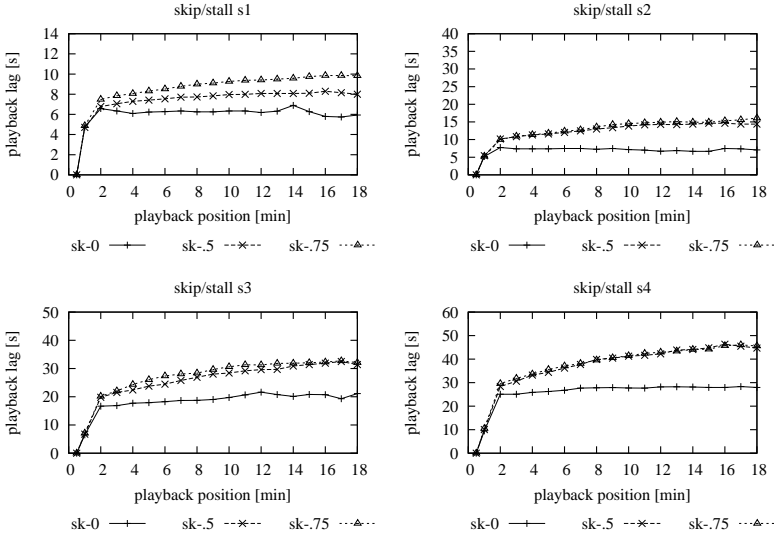 skip/stall s1
14
12
10
8
6
4
2
0
playback lag [s]
0 2 4 6 8 10 12 14 16 18
playback position [min]
sk-0 sk-.5 sk-.75
skip/stall s2
40
35
30
25
20
15
10
5
0
playback lag [s]
0 2 4 6 8 10 12 14 16 18
playback position [min]
sk-0 sk-.5 sk-.75
skip/stall s3
50
40
30
20
10
0
playback lag [s]
0 2 4 6 8 10 12 14 16 18
playback position [min]
sk-0 sk-.5 sk-.75
skip/stall s4
60
50
40
30
20
10
0
playback lag [s]
0 2 4 6 8 10 12 14 16 18
playback position [min]
sk-0 sk-.5 sk-.75